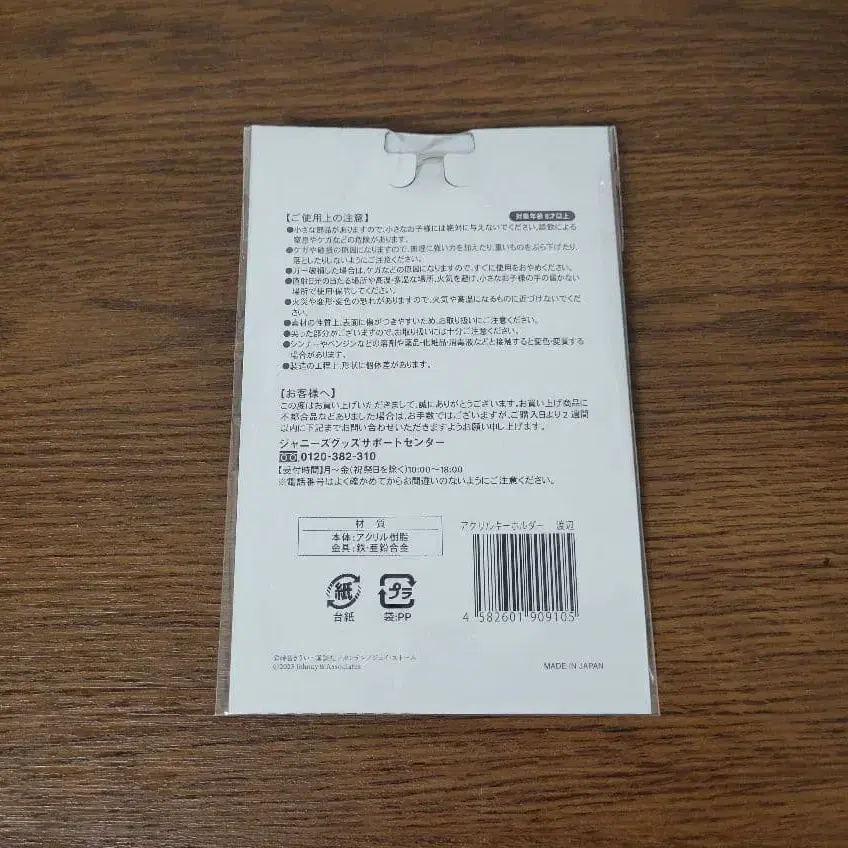 【ご使用上の注意】
対象年齢 6才以上
●小さな部品がありますので、小さなお子様には絶対に与えないでください。誤飲による
窒息やケガなどの危険があります。
●ケガや破損の原因になりますので、無理に強い力を加えたり、重いものをぶら下げたり、
落としたりしないようにご注意ください。
●万一破損した場合は、ケガなどの原因になりますので、すぐに使用をおやめください。
●直射日光の当たる場所や高温・多湿な場所、火気を避け、小さなお子様の手の届かない
場所で使用・保管してください。
●火災や変形・変色の恐れがありますので、火気や高温になるものに近づけないでくだ
さい。
●素材の性質上、表面に傷がつきやすいため、お取り扱いにご注意ください。
●尖った部分がございますので、お取り扱いには十分ご注意ください。
●シンナーやベンジンなどの溶剤や薬品・化粧品・消毒液などと接触すると変色・変質する
場合があります。
●製造の工程上、形状に個体差があります。
【お客様へ】
この度はお買い上げいただきまして、誠にありがとうございます。お買い上げ商品に
不都合品などありました場合は、お手数ではございますが、ご購入日より2週間
以内に下記までお問い合わせいただきますようお願い申し上げます。
ジャニーズグッズサポートセンター
0120-382-310
【受付時間】月～金(祝祭日を除く)10:00～18:00
※電話番号はよく確かめてからお間違いのないようにご注意ください。
材 質
本体:アクリル樹脂
金具:鉄・亜鉛合金
アクリルキーホルダー 渡辺
4 582601 909105
紙
台紙
プラ
袋:PP
©2023 Johnny & Associates
MADE IN JAPAN